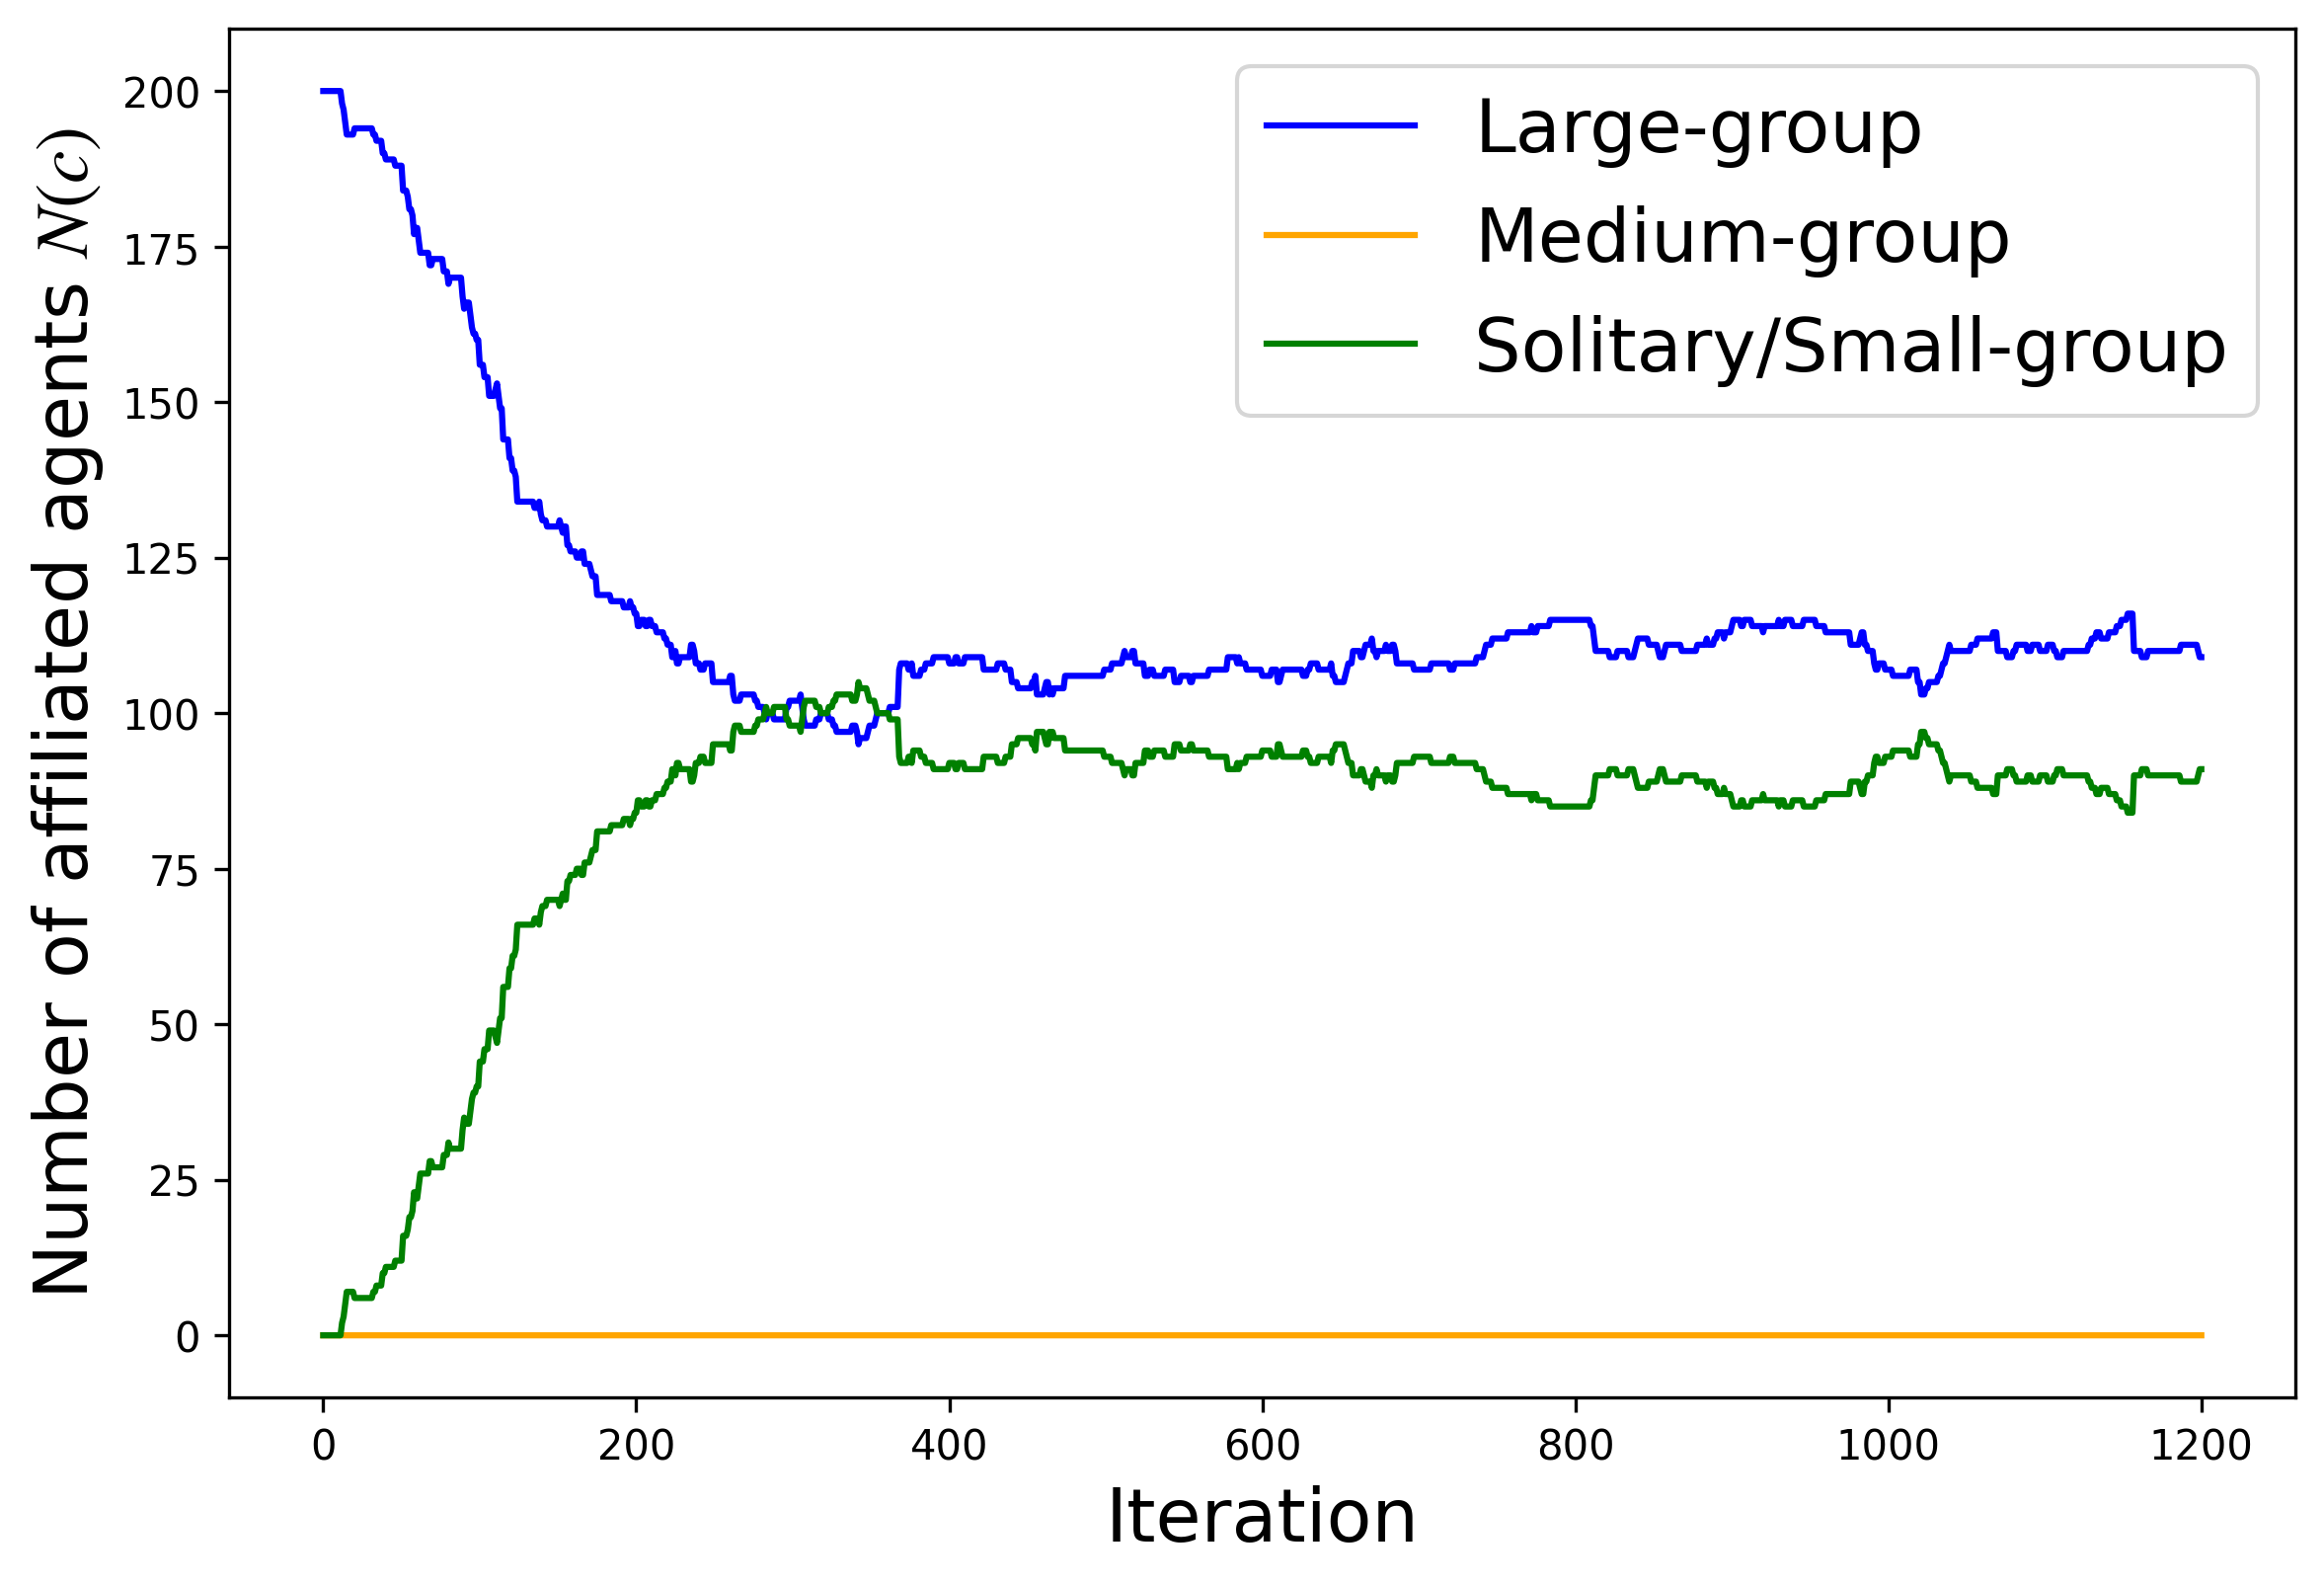 Number of affiliated agents N(c)
200
175
150
125
100
75
50
25
0
Large-group
Medium-group
Solitary/Small-group
0 200 400 600 800 1000 1200
Iteration